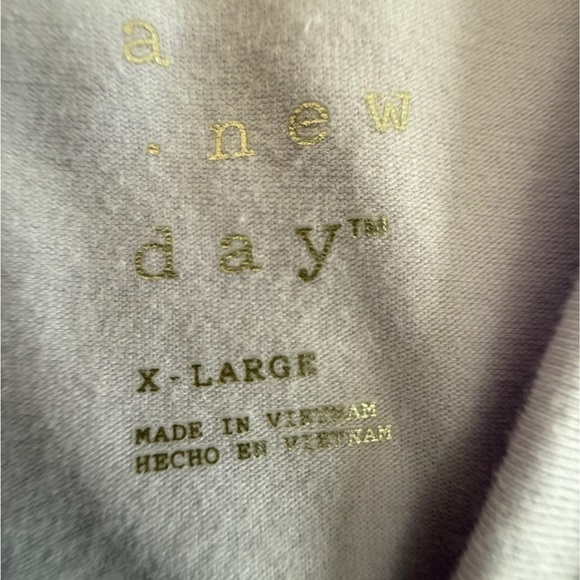 a
. new
day™
X-LARGE
MADE IN VIETNAM
HECHO EN VIETNAM